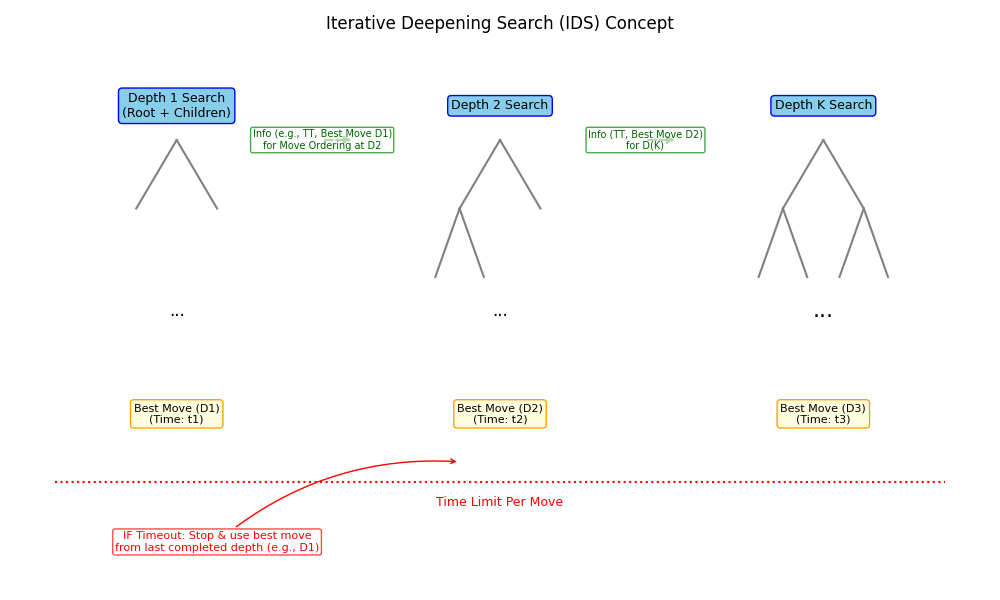 Iterative Deepening Search (IDS) Concept
Depth 1 Search
(Root + Children)
Depth 2 Search
Depth K Search
Info (e.g., TT, Best Move D1)
for Move Ordering at D2
Info (TT, Best Move D2)
for D(K)
...
...
...
Best Move (D1)
(Time: t1)
Best Move (D2)
(Time: t2)
Best Move (D3)
(Time: t3)
Time Limit Per Move
IF Timeout: Stop & use best move
from last completed depth (e.g., D1)